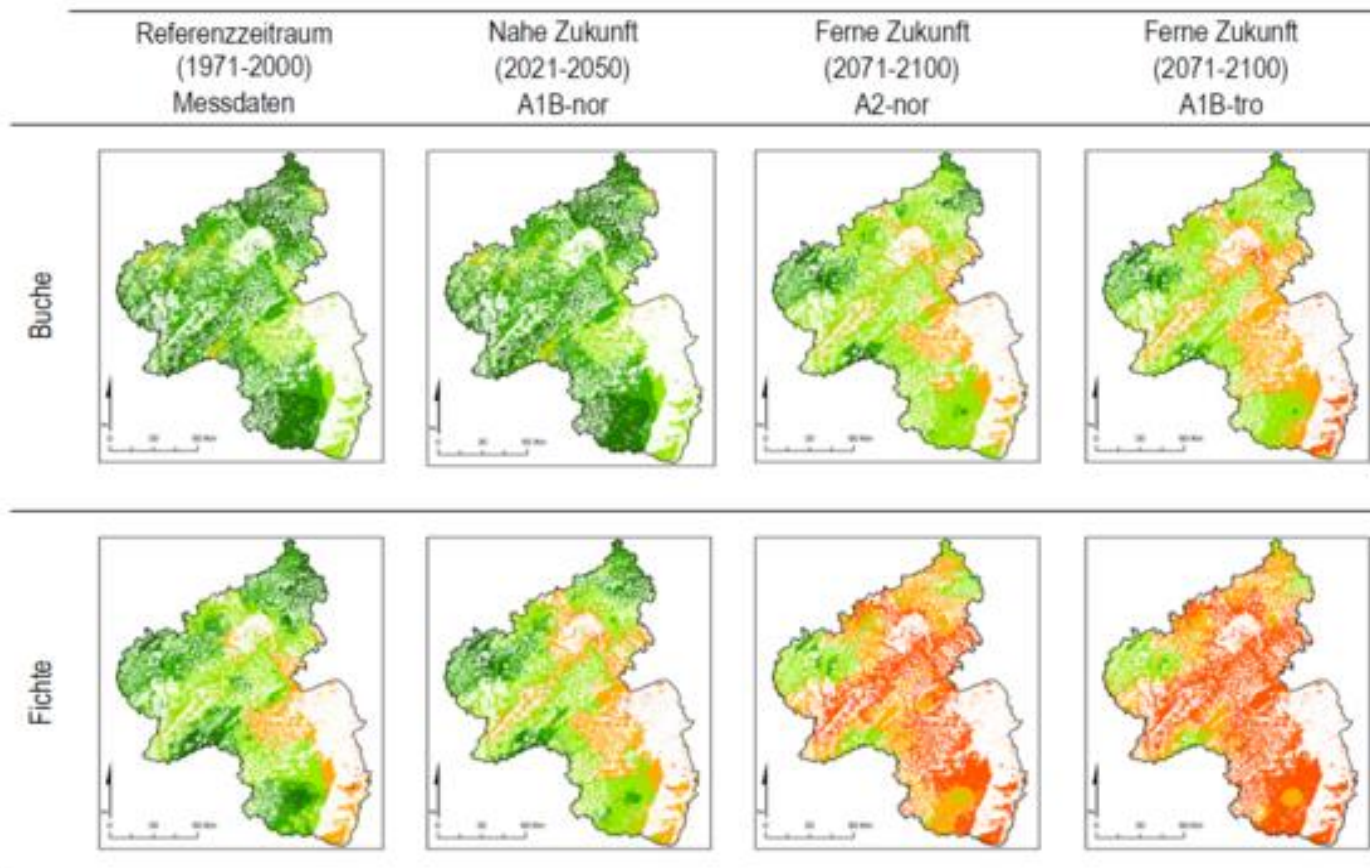 Referenzzeitraum
(1971-2000)
Messdaten
Nahe Zukunft
(2021-2050)
A1B-nor
Ferne Zukunft
(2071-2100)
A2-nor
Ferne Zukunft
(2071-2100)
A1B-tro
Buche
Fichte